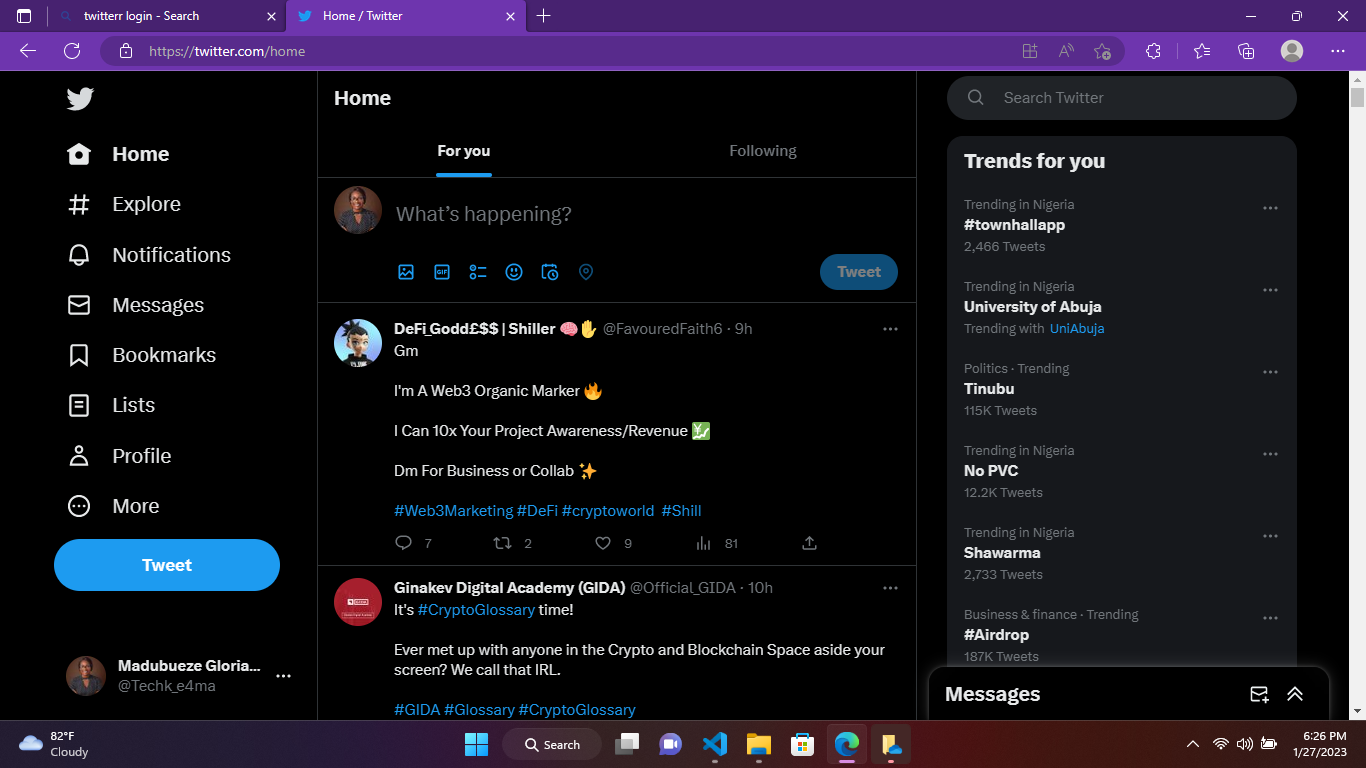 twitterr login - Search
Home / Twitter
https://twitter.com/home
Home
Explore
Notifications
Messages
Bookmarks
Lists
Profile
More
Tweet
Madubueze Gloria...
@Techk_e4ma
Home
For you
Following
What's happening?
GIF
Tweet
DeFi_Godd£$$ | Shiller 🧠✋ @FavouredFaith6 · 9h
Gm
I'm A Web3 Organic Marker 🔥
I Can 10x Your Project Awareness/Revenue 💹
Dm For Business or Collab ✨
#Web3Marketing #DeFi #cryptoworld #Shill
7 2 9 81
Ginakev Digital Academy (GIDA) @Official_GIDA · 10h
It's #CryptoGlossary time!
Ever met up with anyone in the Crypto and Blockchain Space aside your
screen? We call that IRL.
#GIDA #Glossary #CryptoGlossary
Search Twitter
Trends for you
Trending in Nigeria
#townhallapp
2,466 Tweets
Trending in Nigeria
University of Abuja
Trending with UniAbuja
Politics · Trending
Tinubu
115K Tweets
Trending in Nigeria
No PVC
12.2K Tweets
Trending in Nigeria
Shawarma
2,733 Tweets
Business & finance · Trending
#Airdrop
187K Tweets
Messages
82°F
Cloudy
Search
6:26 PM
1/27/2023